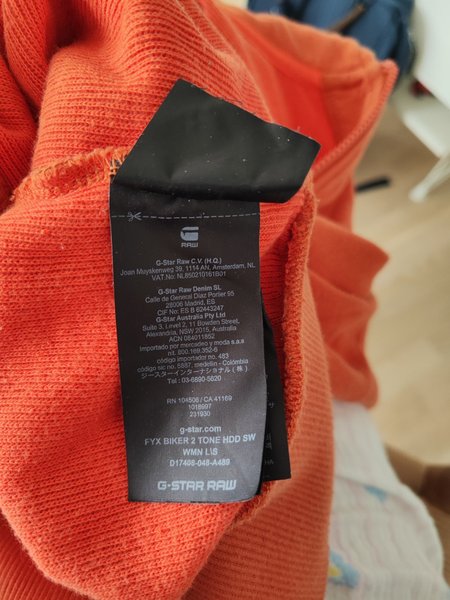 RAW
G-Star Raw C.V. (H.Q.)
Joan Muyskenweg 39, 1114 AN, Amsterdam, NL
VAT.No: NL850210161B01
G-Star Raw Denim SL
Calle de General Diaz Porlier 95
28006 Madrid, ES
CIF No: ES B 62443247
G-Star Australia Pty Ltd
Suite 3, Level 2, 11 Bowden Street,
Alexandria, NSW 2015, Australia
ACN 084011852
importado por mercadeo y moda s.a.s
nit. 800.169.352-6
código importador no. 483
código sic no. 5887, medelin - Colómbia
ジースターインターナショナル (株)
Tel : 03-6890-5620
RN 104506 / CA 41169
1018997
231930
g-star.com
FYX BIKER 2 TONE HDD SW
WMN L\S
D17408-048-A489
G-STAR RAW